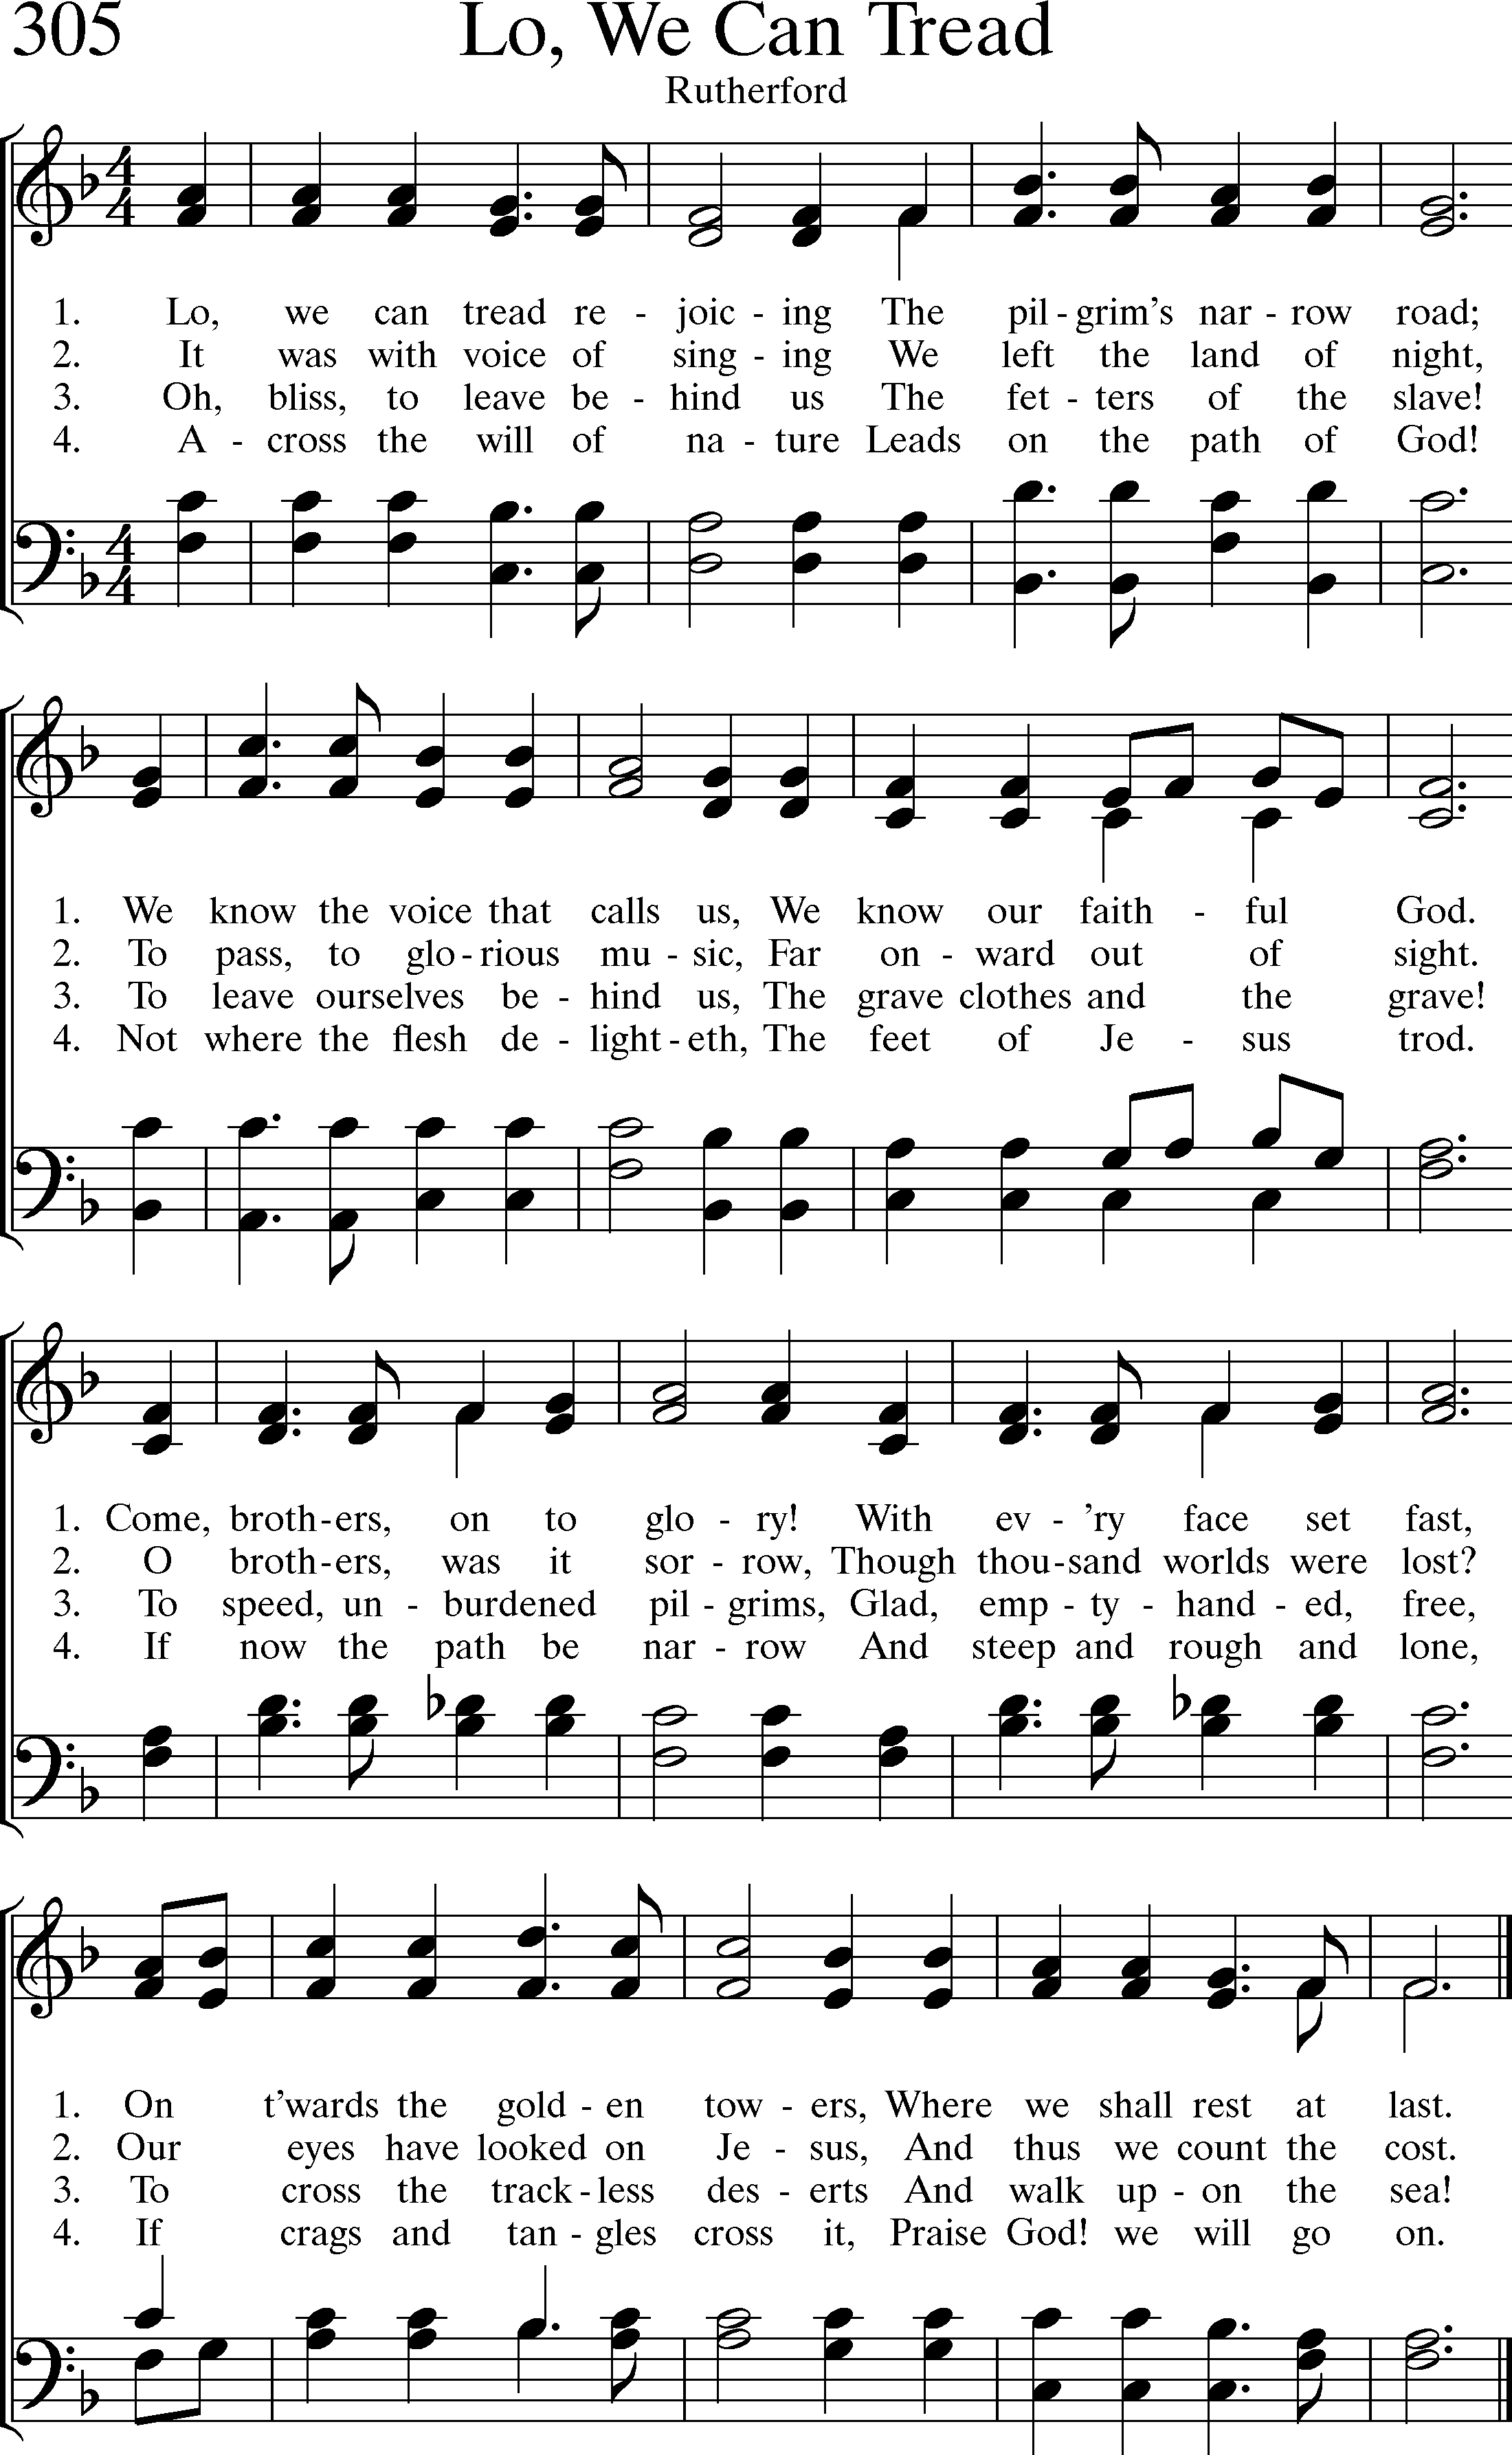 305
Lo, We Can Tread
Rutherford
1. Lo, we can tread re - joic - ing The pil - grim's nar - row road;
2. It was with voice of sing - ing We left the land of night,
3. Oh, bliss, to leave be - hind us The fet - ters of the slave!
4. A - cross the will of na - ture Leads on the path of God!
1. We know the voice that calls us, We know our faith - ful God.
2. To pass, to glo - rious mu - sic, Far on - ward out of sight.
3. To leave ourselves be - hind us, The grave clothes and the grave!
4. Not where the flesh de - light - eth, The feet of Je - sus trod.
1. Come, broth - ers, on to glo - ry! With ev - 'ry face set fast,
2. O broth - ers, was it sor - row, Though thou - sand worlds were lost?
3. To speed, un - burdened pil - grims, Glad, emp - ty - hand - ed, free,
4. If now the path be nar - row And steep and rough and lone,
1. On t'wards the gold - en tow - ers, Where we shall rest at last.
2. Our eyes have looked on Je - sus, And thus we count the cost.
3. To cross the track - less des - erts And walk up - on the sea!
4. If crags and tan - gles cross it, Praise God! we will go on.